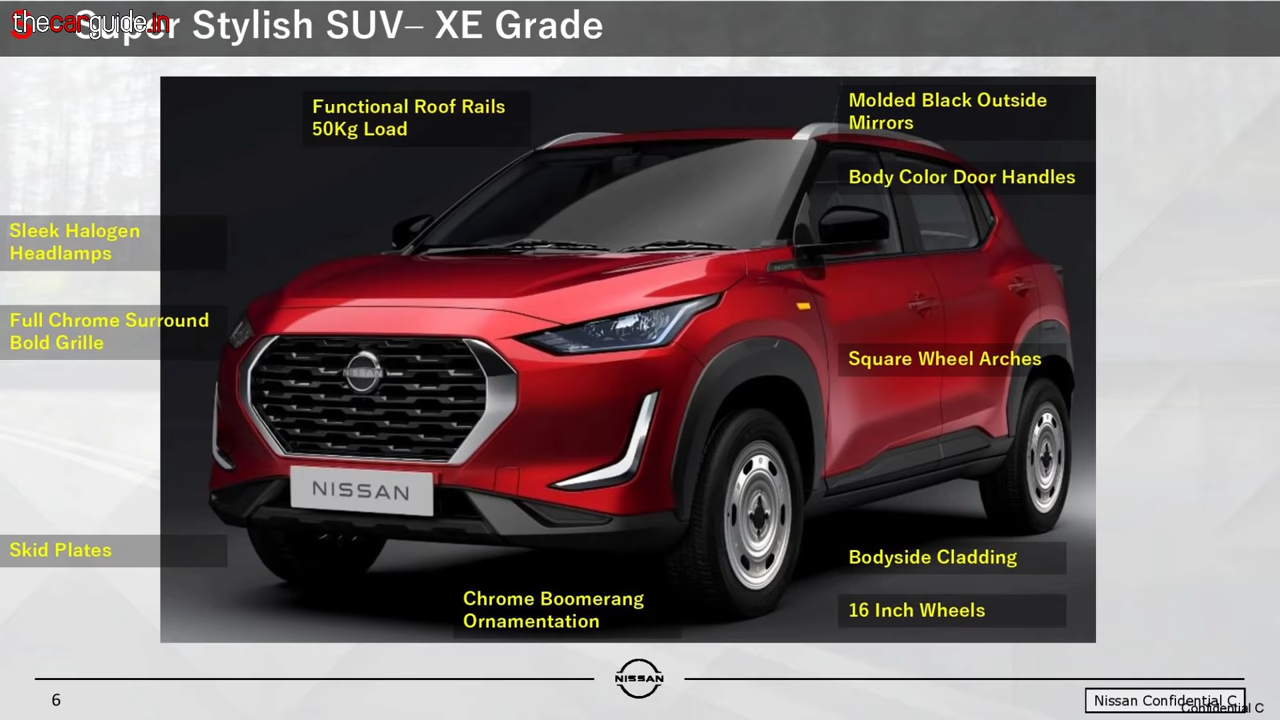 thecarguide.in
Super Stylish SUV– XE Grade
Functional Roof Rails
50Kg Load
Molded Black Outside
Mirrors
Body Color Door Handles
Sleek Halogen
Headlamps
Full Chrome Surround
Bold Grille
Square Wheel Arches
NISSAN
NISSAN
Skid Plates
Bodyside Cladding
Chrome Boomerang
Ornamentation
16 Inch Wheels
NISSAN
6
Nissan Confidential C
Confidential C